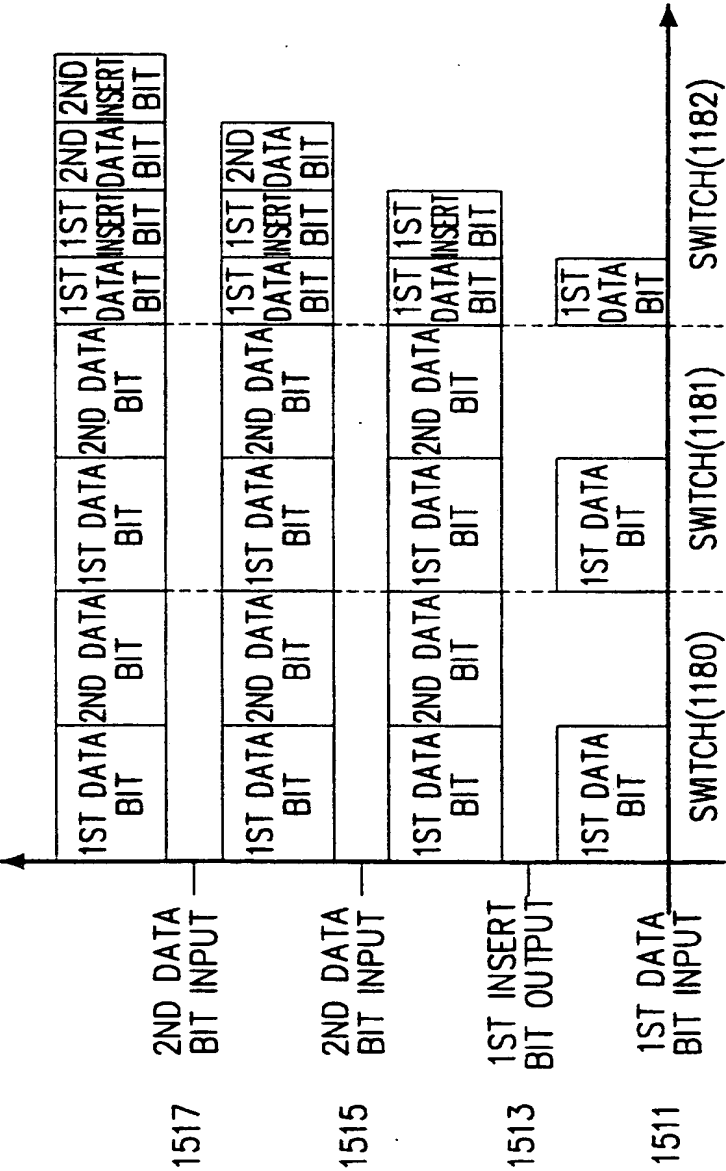 1517
2ND DATA
BIT INPUT
1ST DATA
BIT
2ND DATA
BIT
1ST DATA
BIT
2ND DATA
BIT
1ST
DATA
BIT
1ST
INSERT
BIT
2ND
DATA
BIT
2ND
INSERT
BIT
1515
2ND DATA
BIT INPUT
1ST DATA
BIT
2ND DATA
BIT
1ST DATA
BIT
2ND DATA
BIT
1ST
DATA
BIT
1ST
INSERT
BIT
2ND
DATA
BIT
1513
1ST INSERT
BIT OUTPUT
1ST DATA
BIT
2ND DATA
BIT
1ST DATA
BIT
2ND DATA
BIT
1ST
DATA
BIT
1ST
INSERT
BIT
1511
1ST DATA
BIT INPUT
1ST DATA
BIT
1ST DATA
BIT
1ST
DATA
BIT
SWITCH(1180)
SWITCH(1181)
SWITCH(1182)